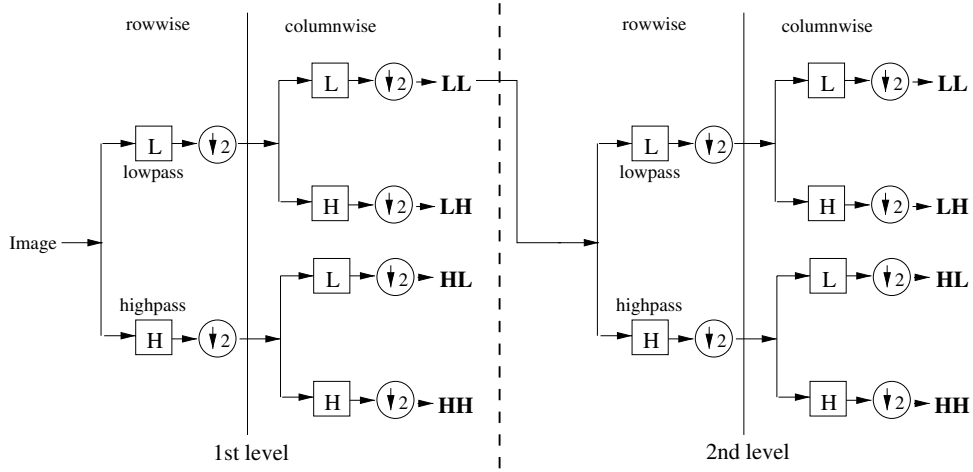 rowwise
columnwise
rowwise
columnwise
L
2
LL
L
2
LL
L
2
L
2
lowpass
lowpass
H
2
LH
H
2
LH
Image
L
2
HL
L
2
HL
highpass
highpass
H
2
H
2
H
2
HH
H
2
HH
1st level
2nd level